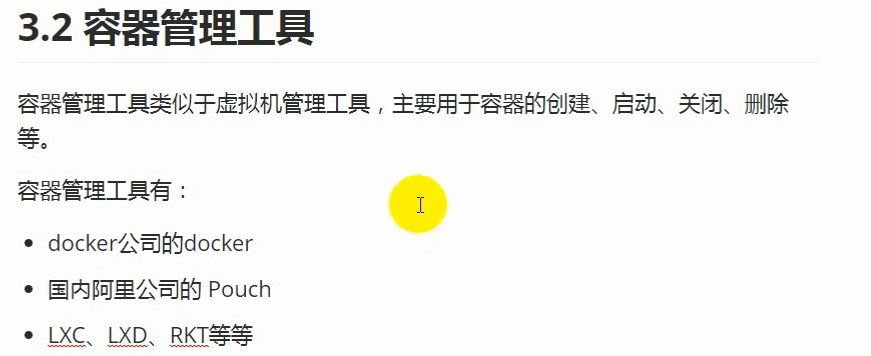 3.2 容器管理工具
容器管理工具类似于虚拟机管理工具，主要用于容器的创建、启动、关闭、删除
等。
容器管理工具有：
• docker公司的docker
• 国内阿里公司的 Pouch
• LXC、LXD、RKT等等